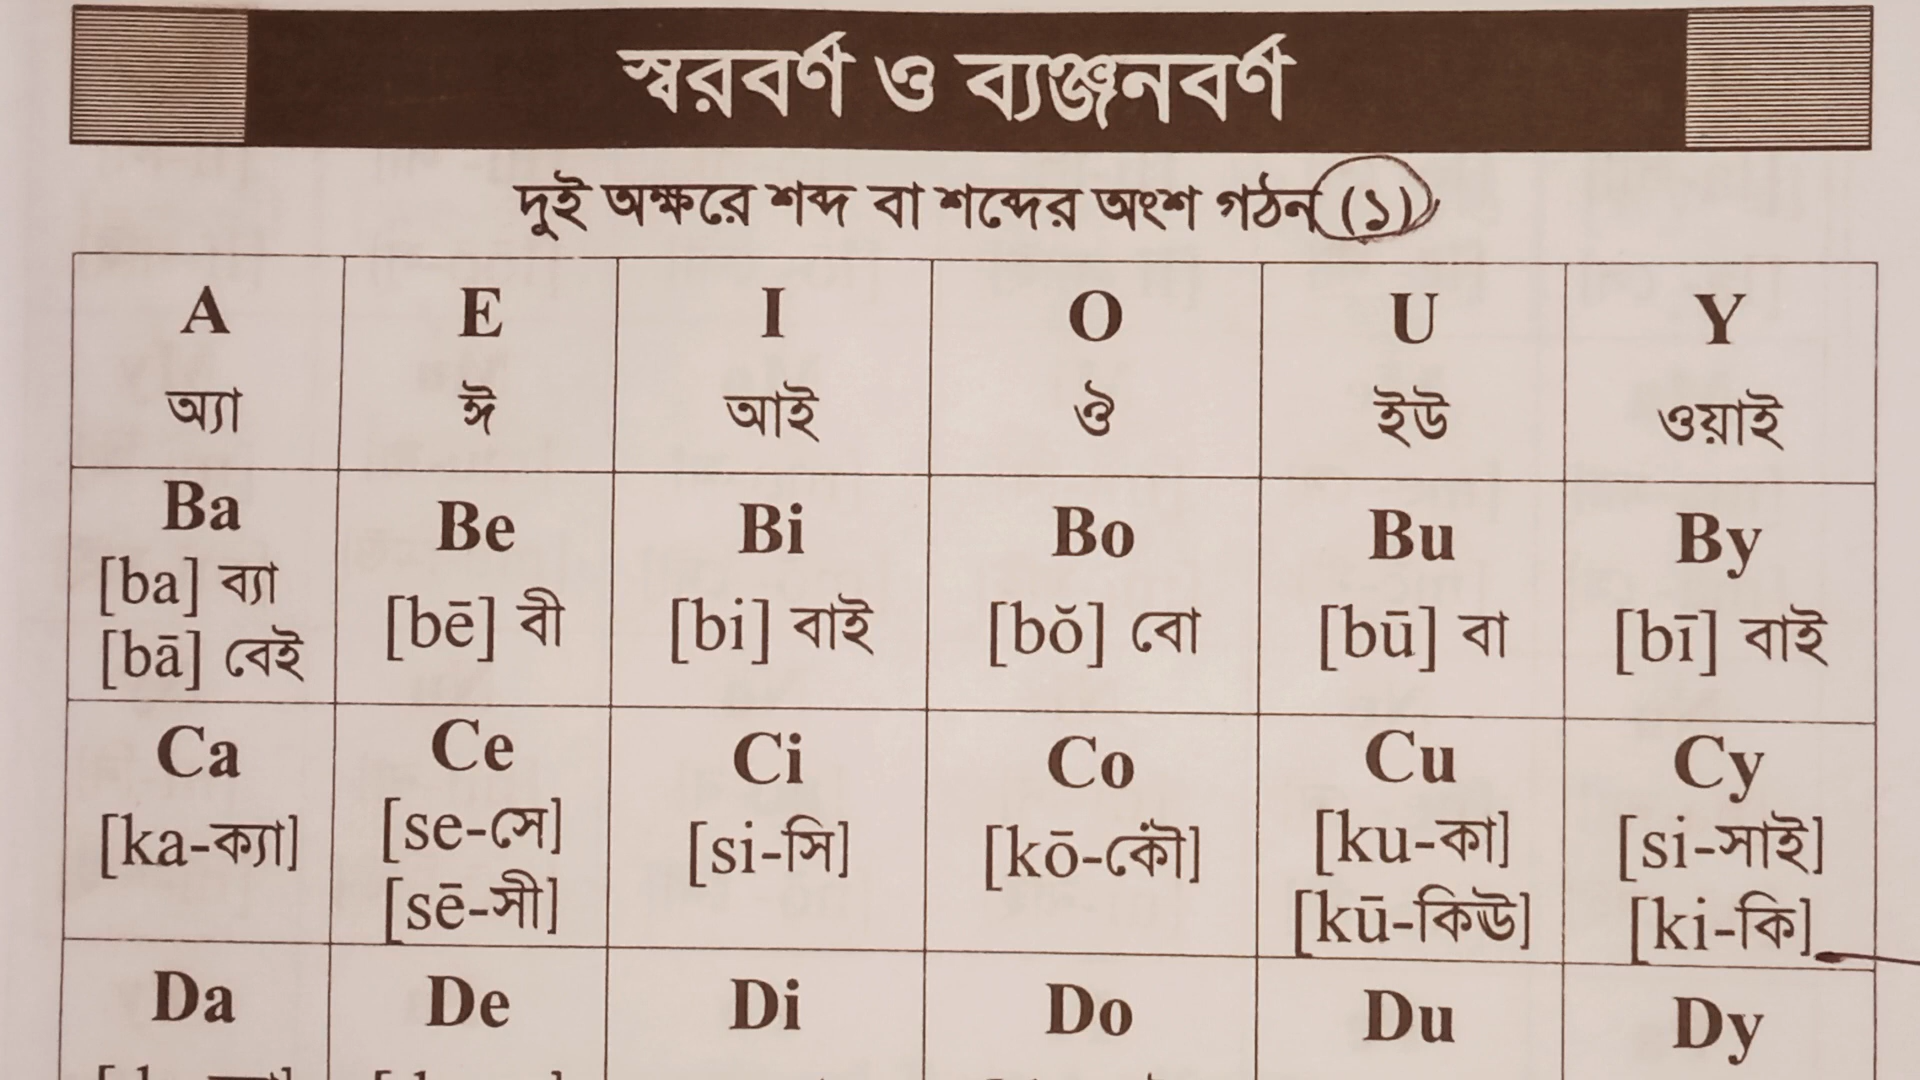 স্বরবর্ণ ও ব্যঞ্জনবর্ণ
দুই অক্ষরে শব্দ বা শব্দের অংশ গঠন (১)
A E I O U Y
অ্যা ঈ আই ঔ ইউ ওয়াই
Ba Be Bi Bo Bu By
[ba] ব্যা [bē] বী [bi] বাই [bŏ] বো [bū] বা [bī] বাই
[bā] বেই
Ca Ce Ci Co Cu Cy
[ka-ক্যা] [se-সে] [si-সি] [kō-কৌ] [ku-কা] [si-সাই]
[sē-সী] [kū-কিউ] [ki-কি]
Da De Di Do Du Dy